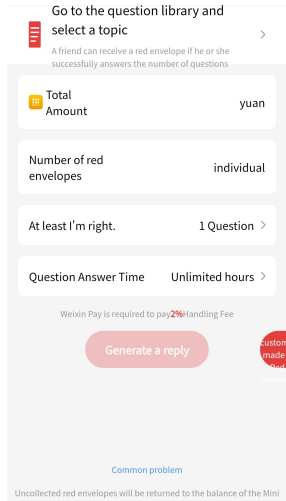 Go to the question library and
select a topic
A friend can receive a red envelope if he or she
successfully answers the number of questions
拼 Total
Amount
yuan
Number of red
envelopes
individual
At least I'm right.
1 Question
Questixon Answer Time
Unlimited hours
Weixin Pay is required to pay2%Handling Fee
Generate a reply
custom
made
Red
Common problem
Uncollected red envelopes will be returned to the balance of the Mini